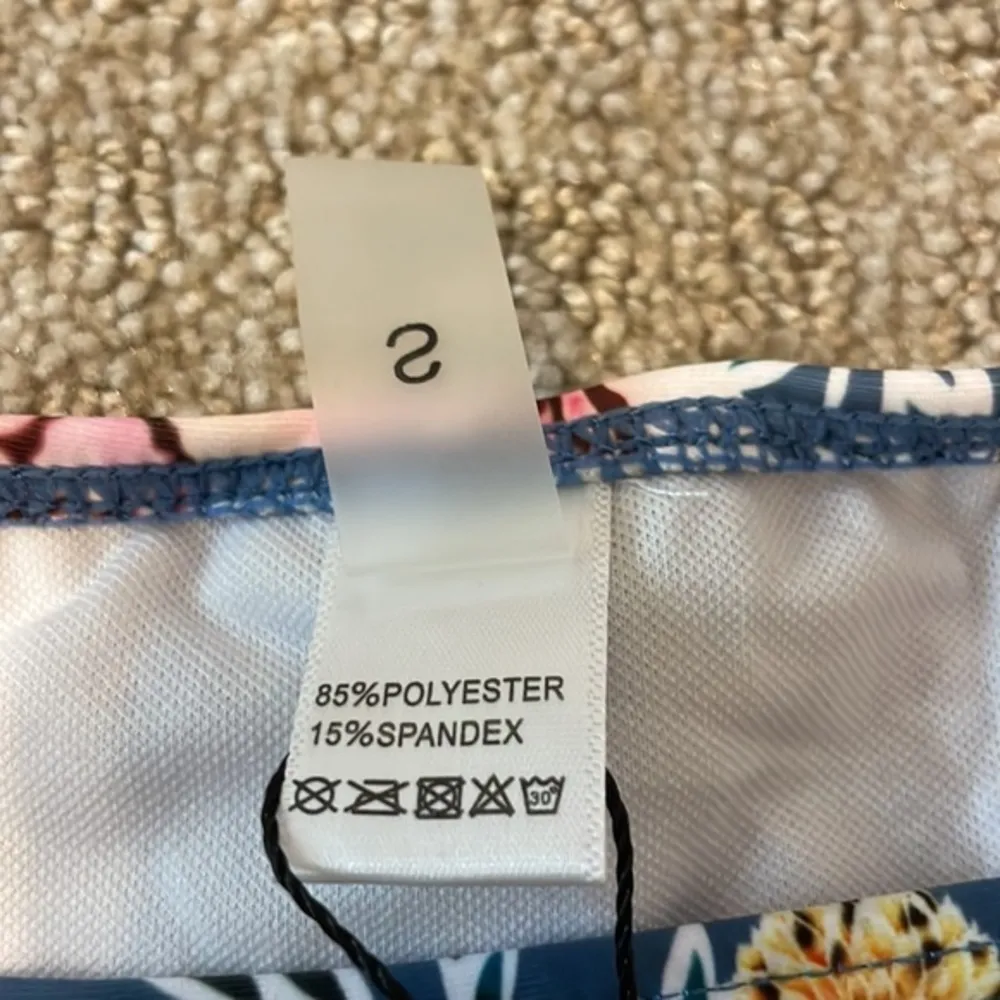 S
85%POLYESTER
15%SPANDEX
30°